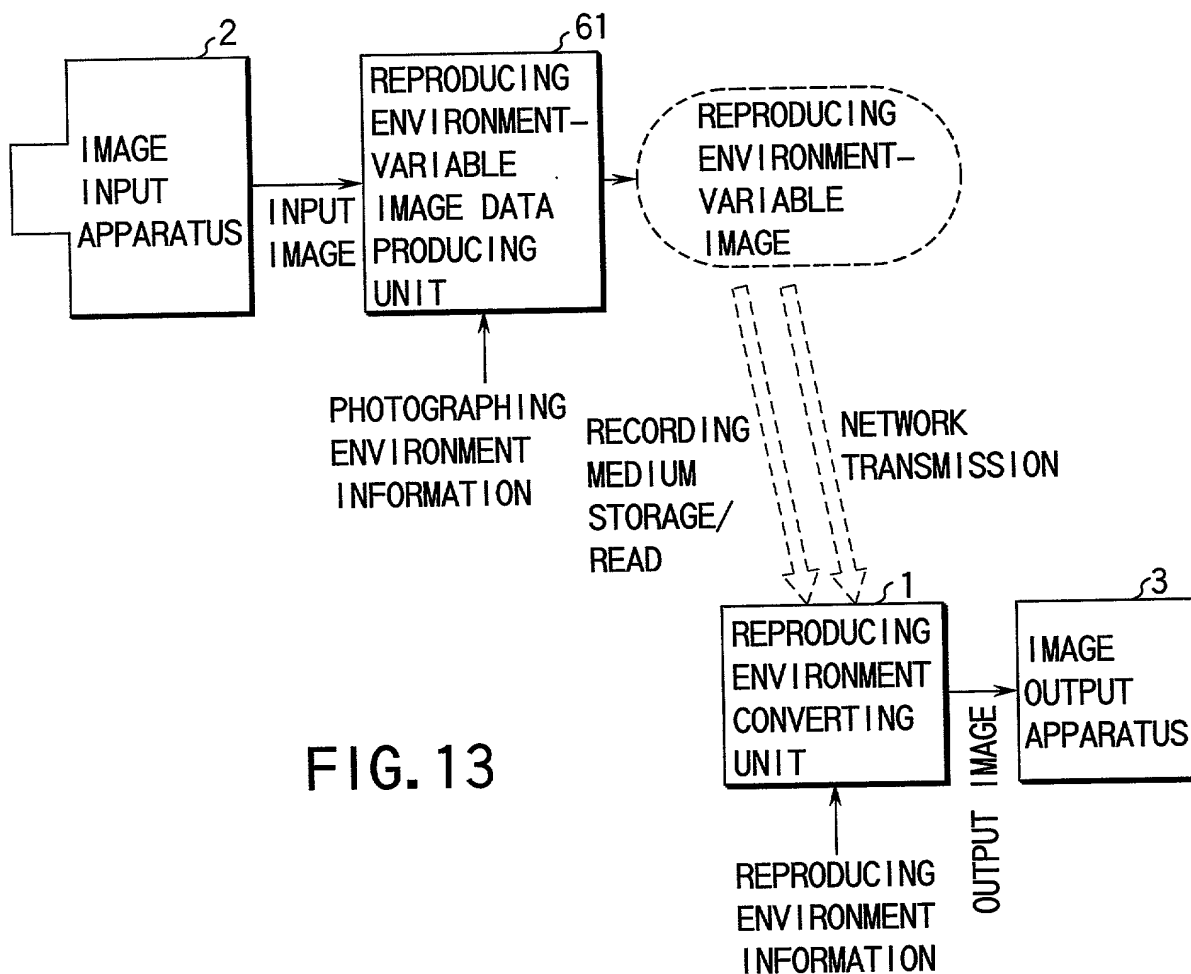 2
IMAGE
INPUT
APPARATUS
INPUT
IMAGE
61
REPRODUCING
ENVIRONMENT-
VARIABLE
IMAGE DATA
PRODUCING
UNIT
PHOTOGRAPHING
ENVIRONMENT
INFORMATION
REPRODUCING
ENVIRONMENT-
VARIABLE
IMAGE
RECORDING
MEDIUM
STORAGE/
READ
NETWORK
TRANSMISSION
1
REPRODUCING
ENVIRONMENT
CONVERTING
UNIT
REPRODUCING
ENVIRONMENT
INFORMATION
OUTPUT IMAGE
3
IMAGE
OUTPUT
APPARATUS
FIG. 13